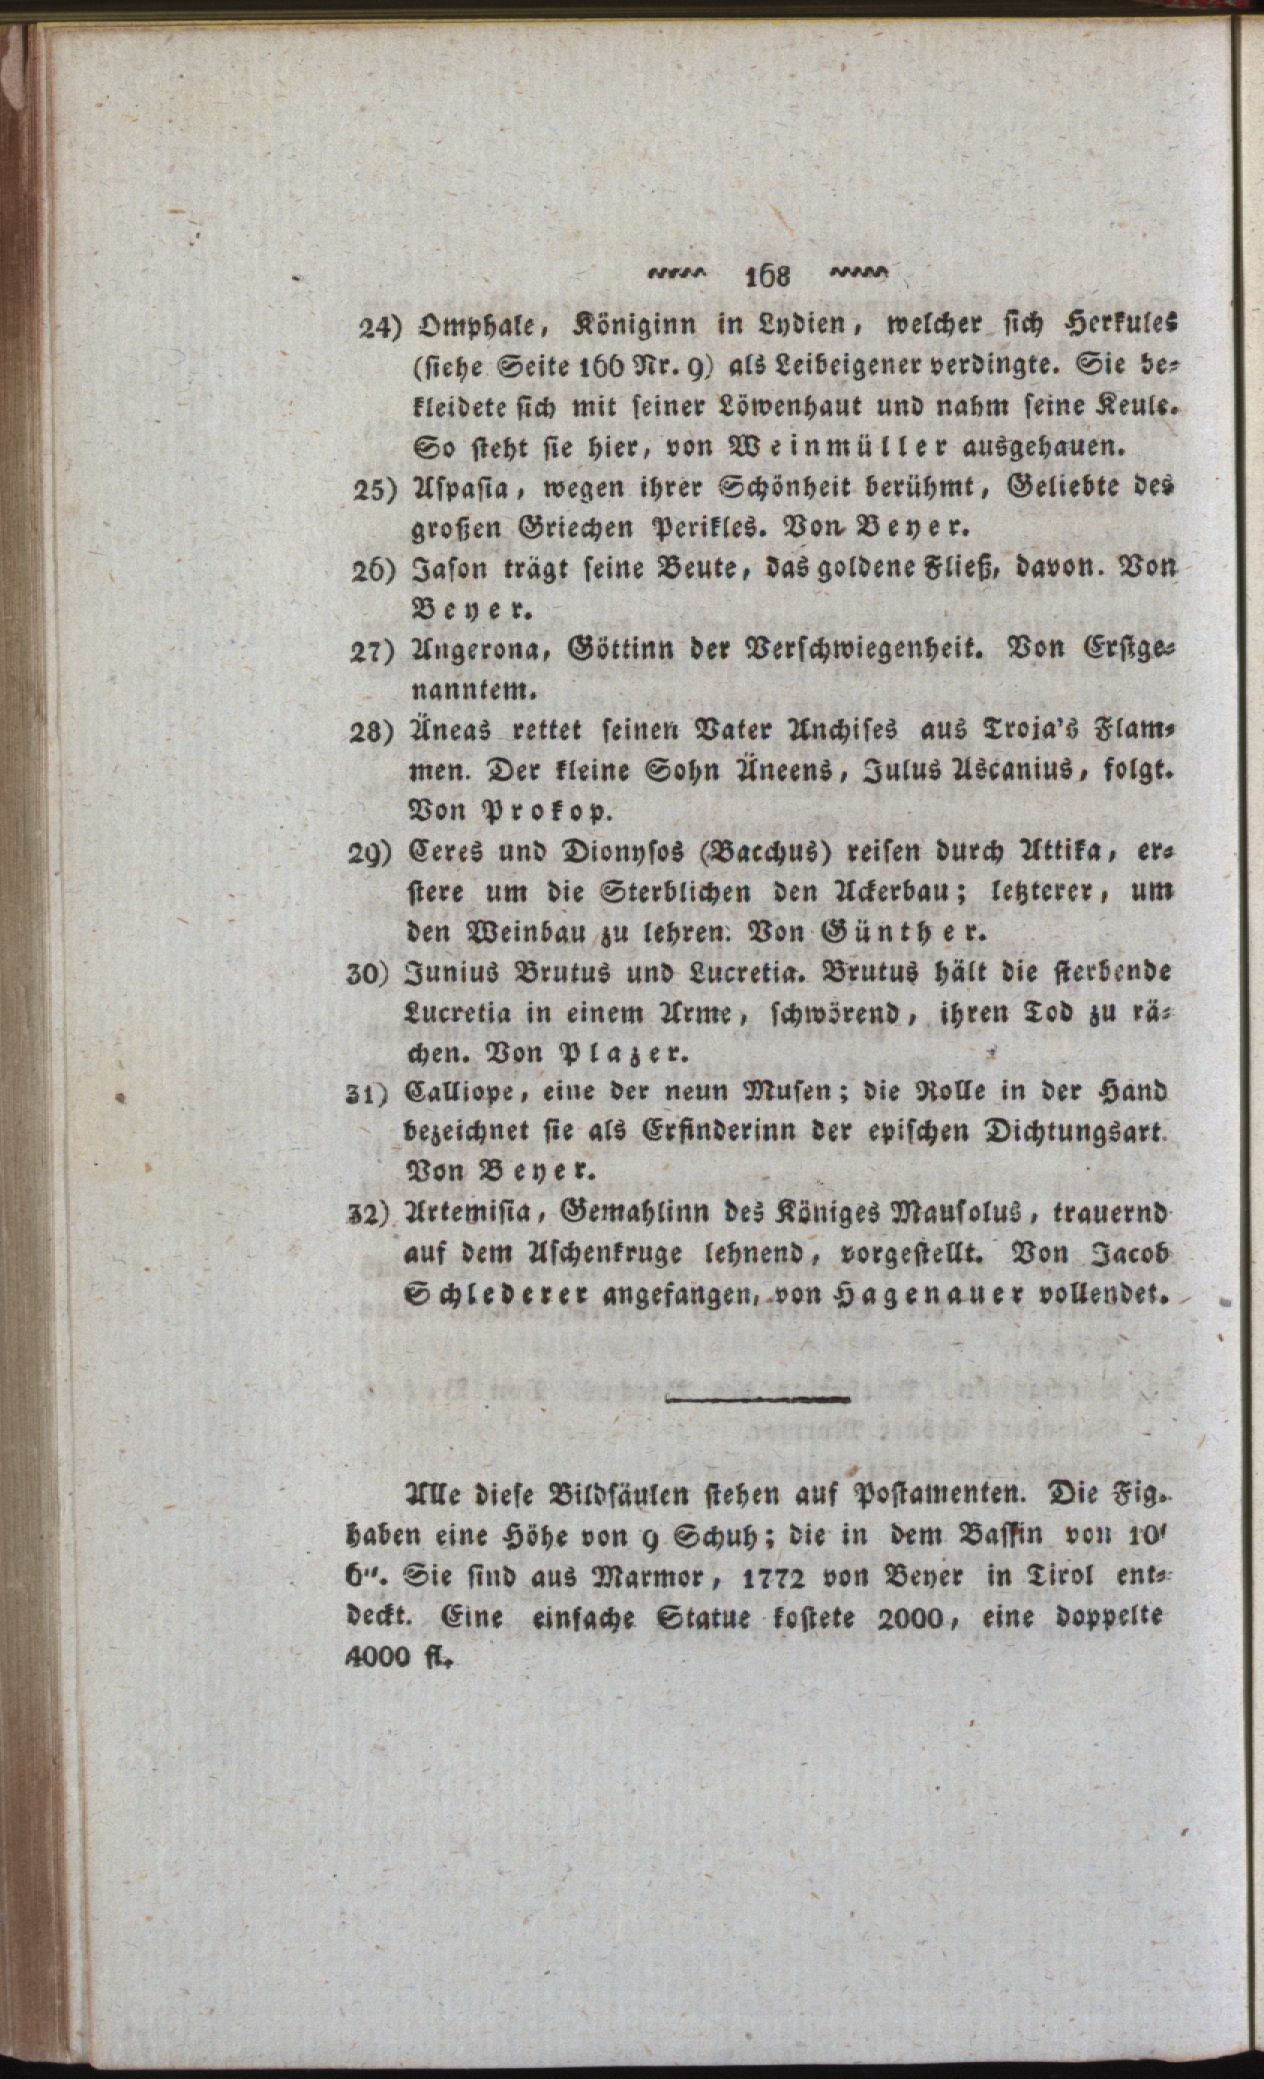 168
24) Omphale, Königinn in Lydien, welcher sich Herkules
(siehe Seite 166 Nr. 9) als Leibeigener verdingte. Sie be-
kleidete sich mit seiner Löwenhaut und nahm seine Keule.
So steht sie hier, von Weinmüller ausgehauen.
25) Aspasia, wegen ihrer Schönheit berühmt, Geliebte des
großen Griechen Perikles. Von Beyer.
26) Jason trägt seine Beute, das goldene Fließ, davon. Von
Beyer.
27) Angerona, Göttinn der Verschwiegenheit. Von Erstge-
nanntem.
28) Äneas rettet seinen Vater Anchises aus Troja's Flam-
men. Der kleine Sohn Äneens, Julus Ascanius, folgt.
Von Prokop.
29) Ceres und Dionysos (Bacchus) reisen durch Attika, er-
stere um die Sterblichen den Ackerbau; letzterer, um
den Weinbau zu lehren. Von Günther.
30) Junius Brutus und Lucretia. Brutus hält die sterbende
Lucretia in einem Arme, schwörend, ihren Tod zu rä-
chen. Von Plazer.
31) Calliope, eine der neun Musen; die Rolle in der Hand
bezeichnet sie als Erfinderinn der epischen Dichtungsart.
Von Beyer.
32) Artemisia, Gemahlinn des Königes Mausolus, trauernd
auf dem Aschenkruge lehnend, vorgestellt. Von Jacob
Schlederer angefangen, von Hagenauer vollendet.
Alle diese Bildsäulen stehen auf Postamenten. Die Fig.
haben eine Höhe von 9 Schuh; die in dem Bassin von 10'
6". Sie sind aus Marmor, 1772 von Beyer in Tirol ent-
deckt. Eine einfache Statue kostete 2000, eine doppelte
4000 fl.